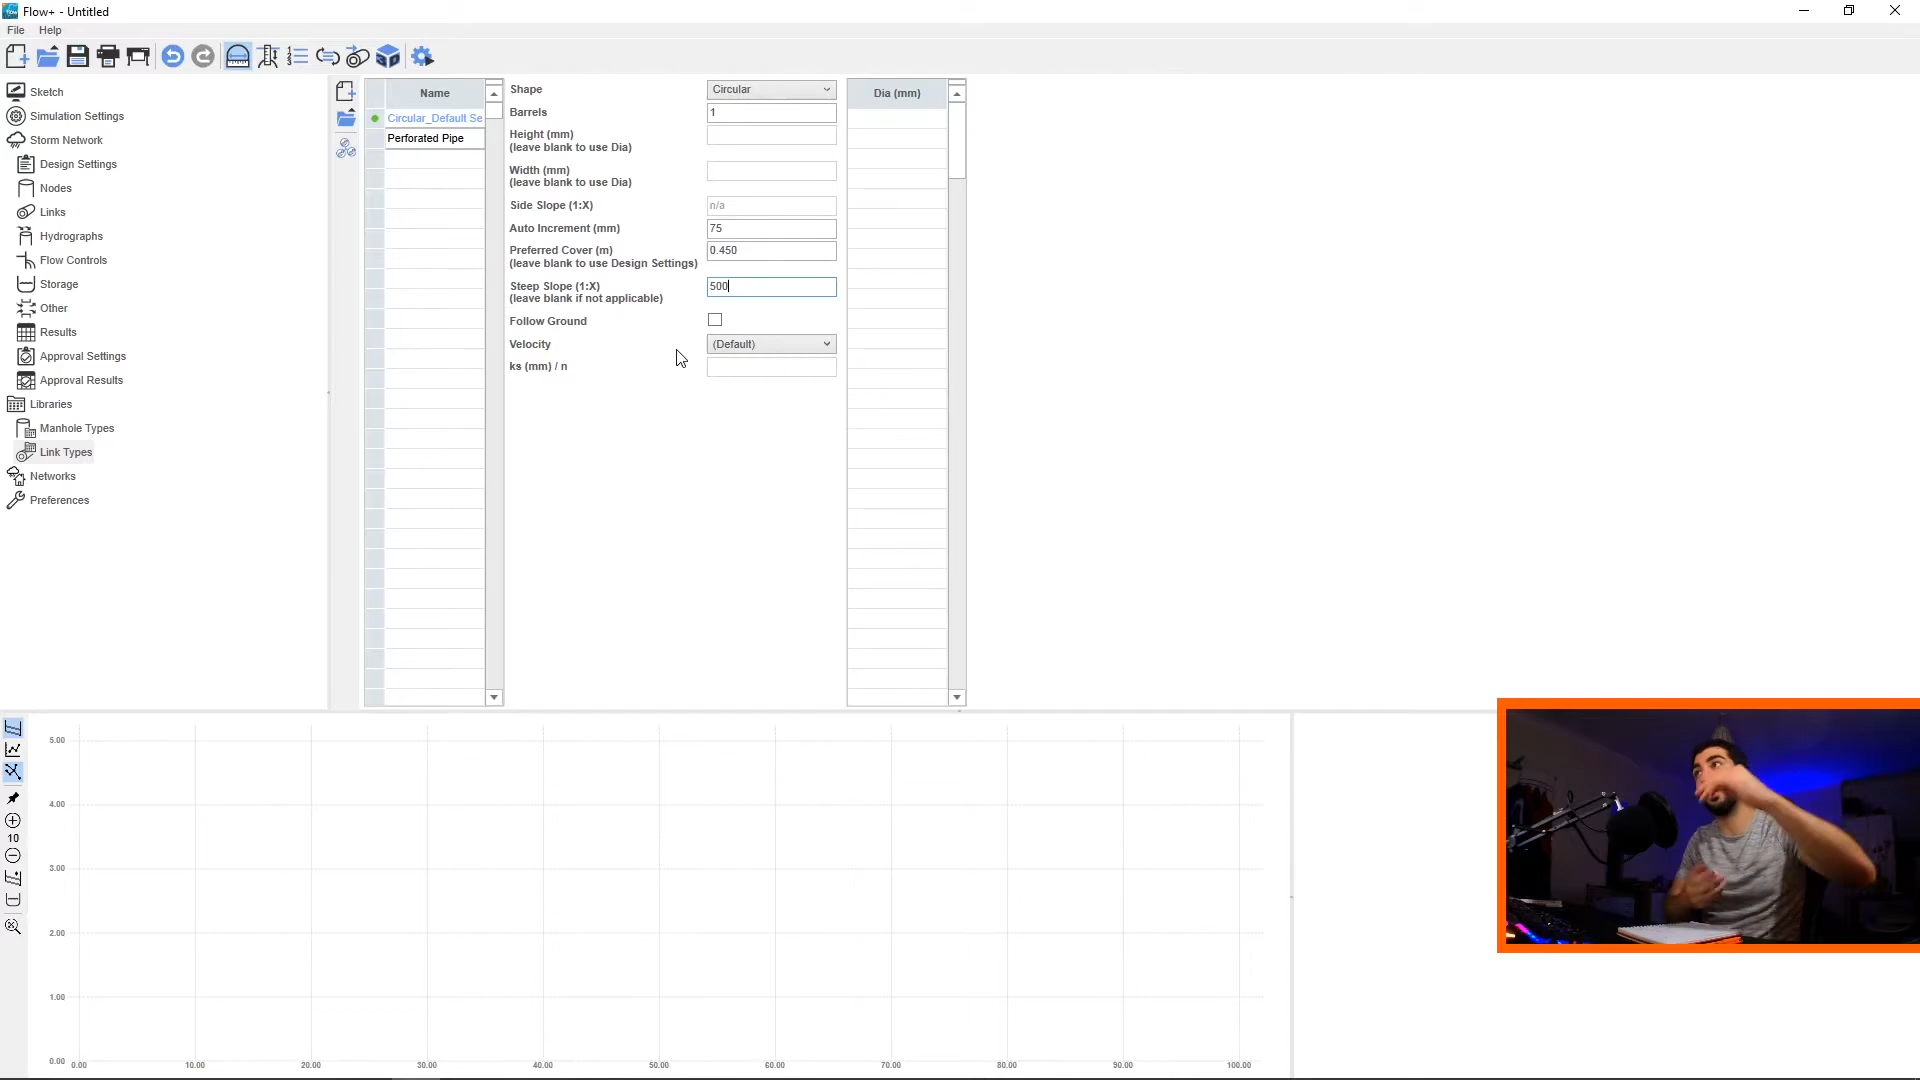 Flow+ - Untitled
File Help
Sketch
Simulation Settings
Storm Network
Design Settings
Nodes
Links
Hydrographs
Flow Controls
Storage
Other
Results
Approval Settings
Approval Results
Libraries
Manhole Types
Link Types
Networks
Preferences
Name
Circular_Default Se
Perforated Pipe
Shape
Circular
Barrels
1
Height (mm)
(leave blank to use Dia)
Width (mm)
(leave blank to use Dia)
Side Slope (1:X)
n/a
Auto Increment (mm)
75
Preferred Cover (m)
(leave blank to use Design Settings)
0.450
Steep Slope (1:X)
(leave blank if not applicable)
500
Follow Ground
Velocity
(Default)
ks (mm) / n
Dia (mm)
10
5.00
4.00
3.00
2.00
1.00
0.00
0.00 10.00 20.00 30.00 40.00 50.00 60.00 70.00 80.00 90.00 100.00